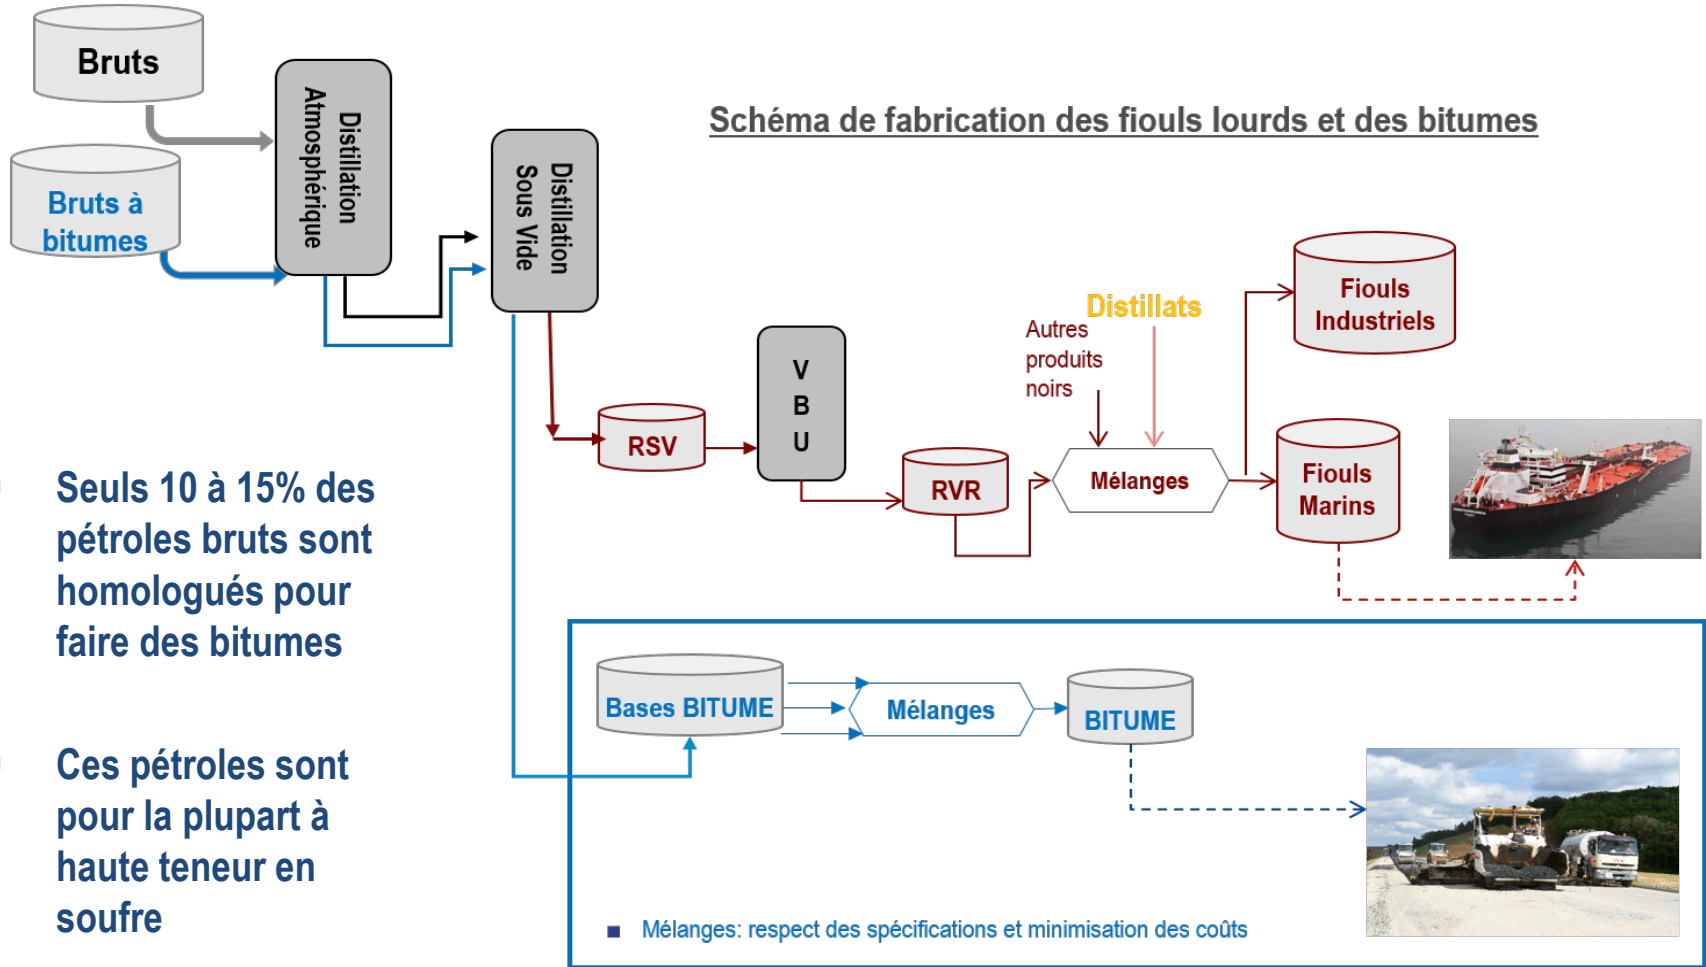 Bruts
Bruts à
bitumes
Distillation
Atmosphérique
Distillation
Sous Vide
Schéma de fabrication des fiouls lourds et des bitumes
Distillats
Autres
produits
noirs
Fiouls
Industriels
V
B
U
RSV
RVR
Mélanges
Fiouls
Marins
Seuls 10 à 15% des
pétroles bruts sont
homologués pour
faire des bitumes
Ces pétroles sont
pour la plupart à
haute teneur en
soufre
Bases BITUME
Mélanges
BITUME
Mélanges: respect des spécifications et minimisation des coûts